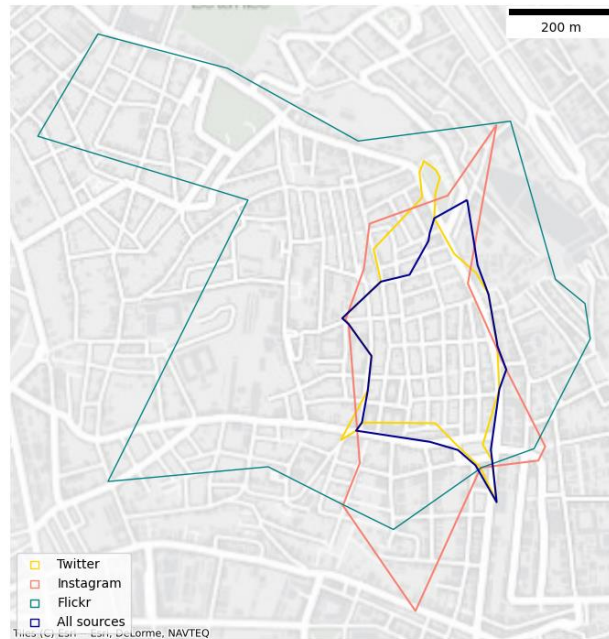 200 m
Twitter
Instagram
Flickr
All sources
Tiles (C) Esri -- Esri, DeLorme, NAVTEQ